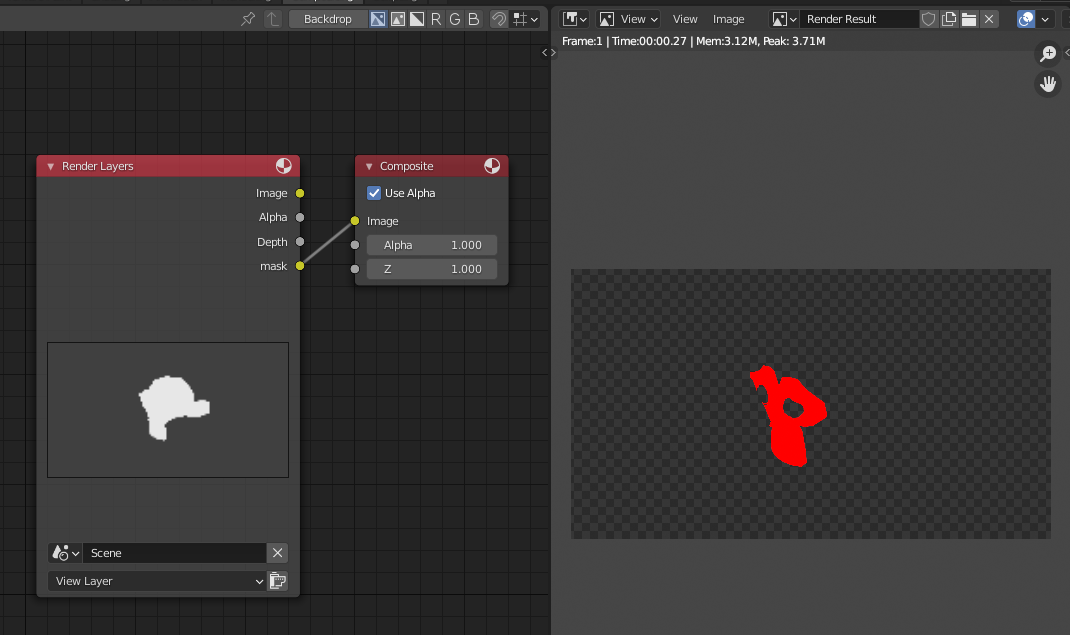 Backdrop R G B
View View Image Render Result
Frame:1 | Time:00:00.27 | Mem:3.12M, Peak: 3.71M
Render Layers
Image
Alpha
Depth
mask
Scene
View Layer
Composite
Use Alpha
Image
Alpha 1.000
Z 1.000